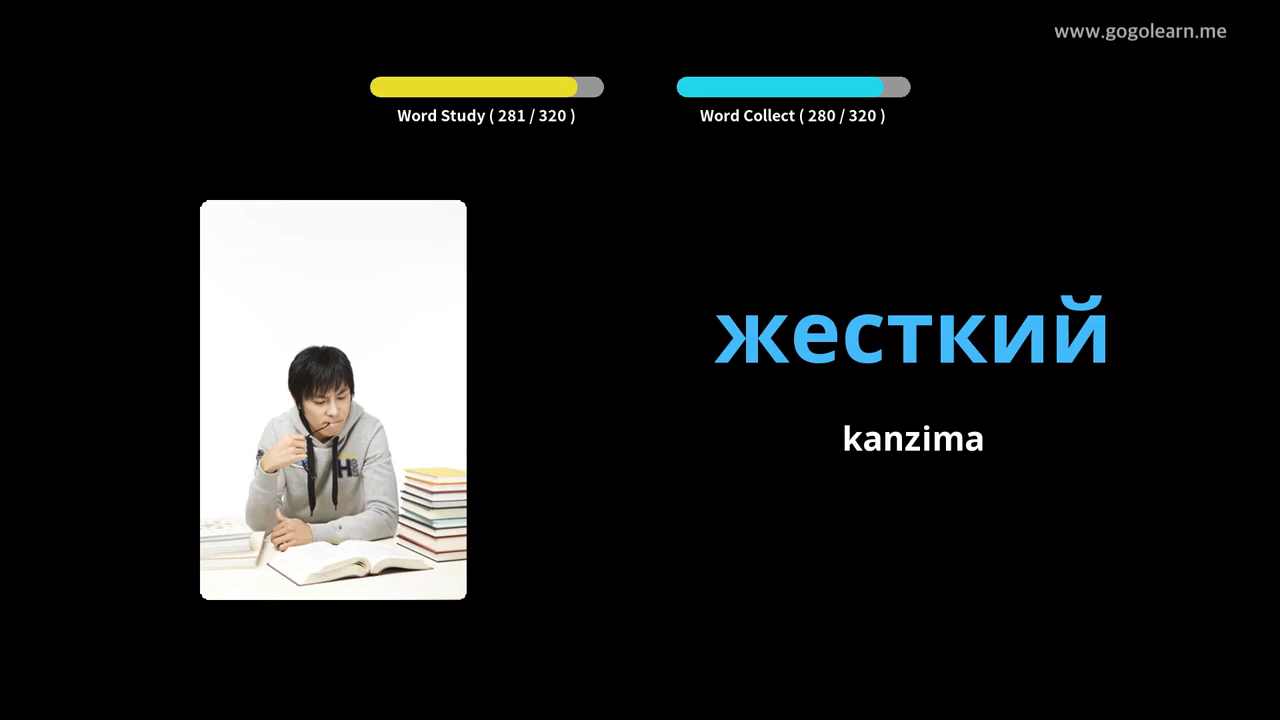 www.gogolearn.me
Word Study ( 281 / 320 )
Word Collect ( 280 / 320 )
жесткий
kanzima
H